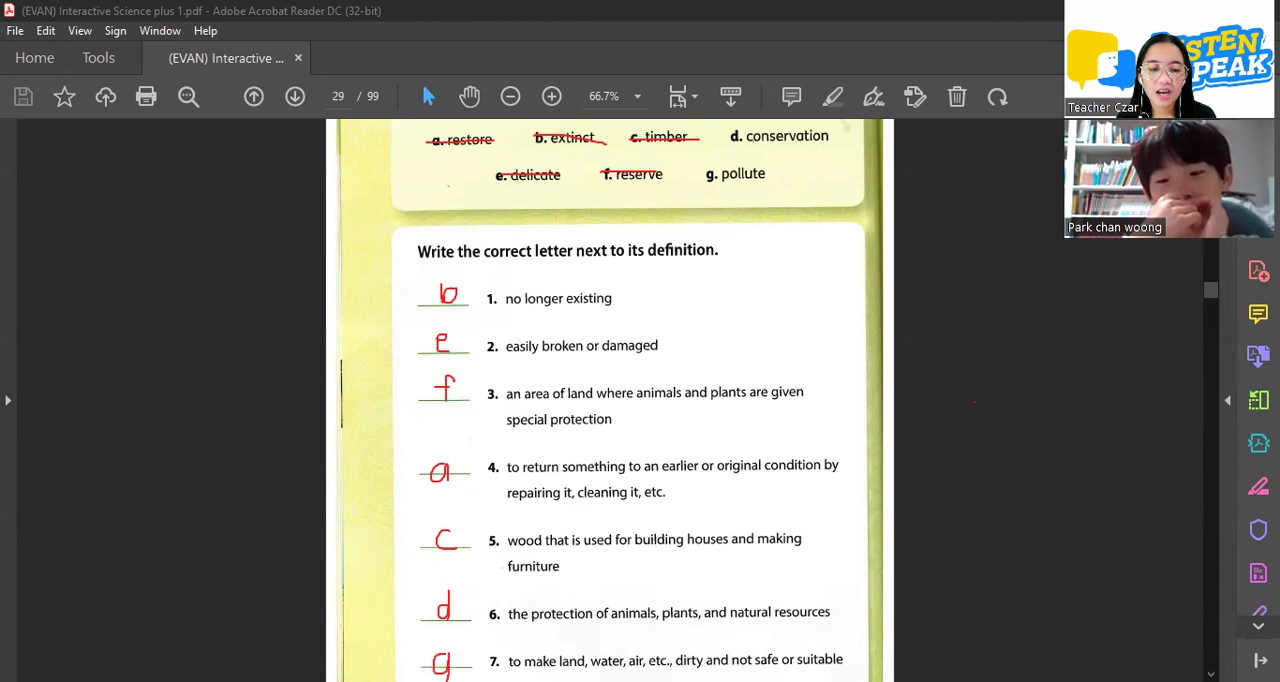 (EVAN) Interactive Science plus 1.pdf - Adobe Acrobat Reader DC (32-bit)
File Edit View Sign Window Help
Home Tools (EVAN) Interactive ... ×
29 / 99 66.7%
LISTEN
SPEAK
Teacher Czar
Park chan woong
a. restore b. extinct c. timber d. conservation
e. delicate f. reserve g. pollute
Write the correct letter next to its definition.
b 1. no longer existing
e 2. easily broken or damaged
f 3. an area of land where animals and plants are given
special protection
a 4. to return something to an earlier or original condition by
repairing it, cleaning it, etc.
c 5. wood that is used for building houses and making
furniture
d 6. the protection of animals, plants, and natural resources
g 7. to make land, water, air, etc., dirty and not safe or suitable